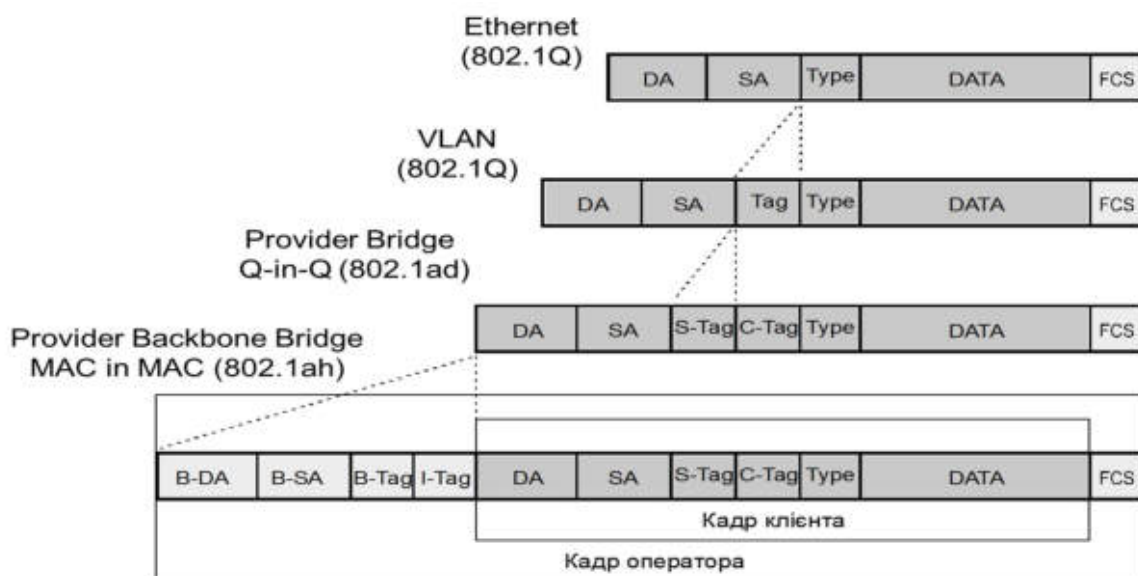 Ethernet
(802.1Q)
DA SA Type DATA FCS
VLAN
(802.1Q)
DA SA Tag Type DATA FCS
Provider Bridge
Q-in-Q (802.1ad)
DA SA S-Tag C-Tag Type DATA FCS
Provider Backbone Bridge
MAC in MAC (802.1ah)
B-DA B-SA B-Tag I-Tag DA SA S-Tag C-Tag Type DATA FCS
Кадр клієнта
Кадр оператора